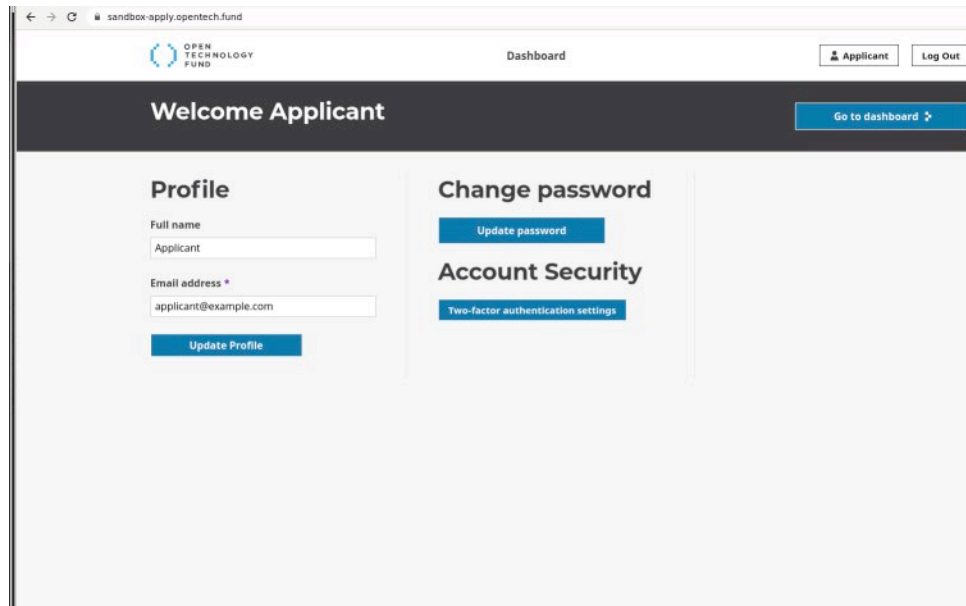 sandbox-apply.opentech.fund
OPEN
TECHNOLOGY
FUND
Dashboard
Applicant
Log Out
Welcome Applicant
Go to dashboard
Profile
Full name
Applicant
Email address *
applicant@example.com
Update Profile
Change password
Update password
Account Security
Two-factor authentication settings